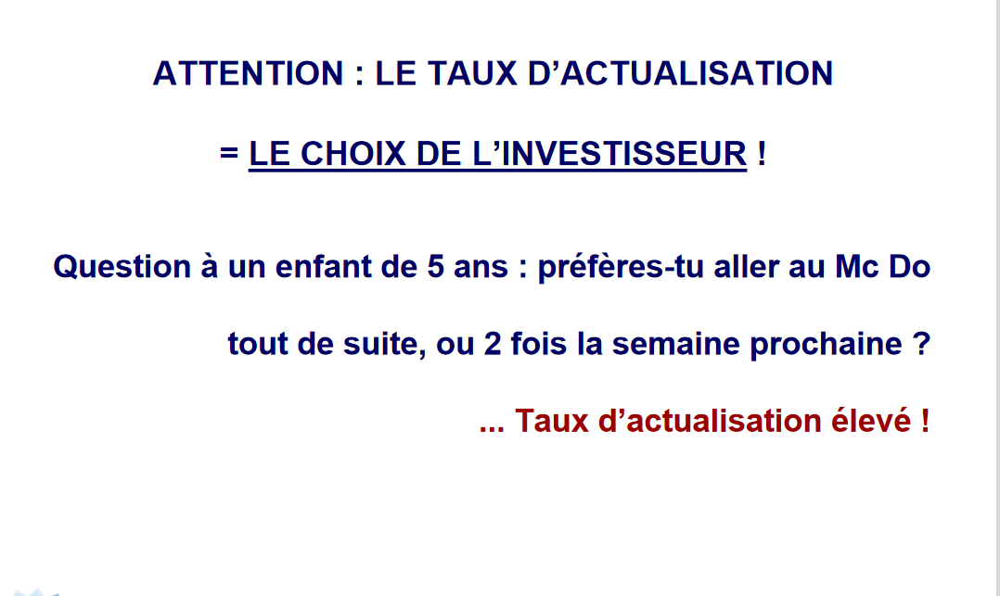 ATTENTION : LE TAUX D’ACTUALISATION
= LE CHOIX DE L’INVESTISSEUR !
Question à un enfant de 5 ans : préfères-tu aller au Mc Do
tout de suite, ou 2 fois la semaine prochaine ?
... Taux d’actualisation élevé !